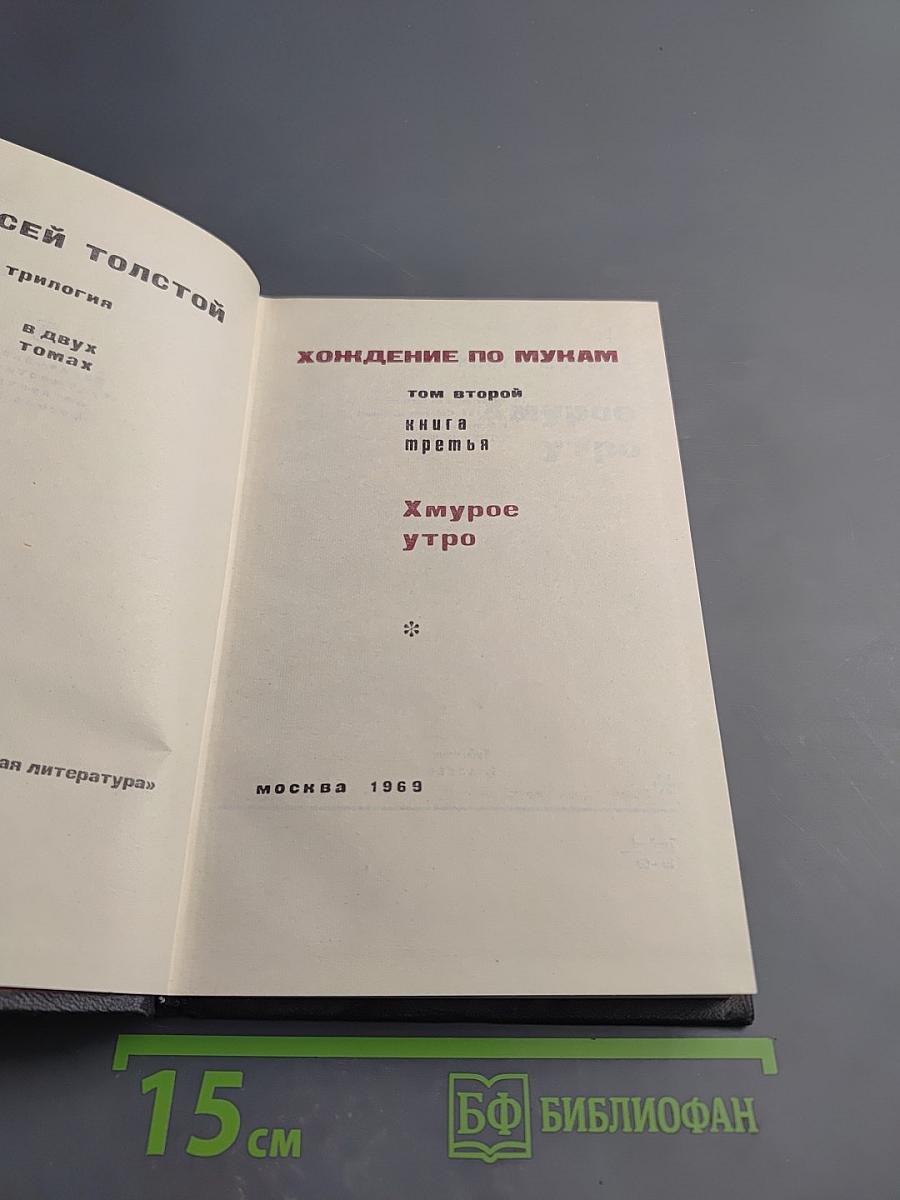 СЕЙ ТОЛСТОЙ
трилогия
в двух
томах
ая литература»
ХОЖДЕНИЕ ПО МУКАМ
том второй
книга
третья
Хмурое
утро
*
москва 1969
15 см
БФ БИБЛИОФАН